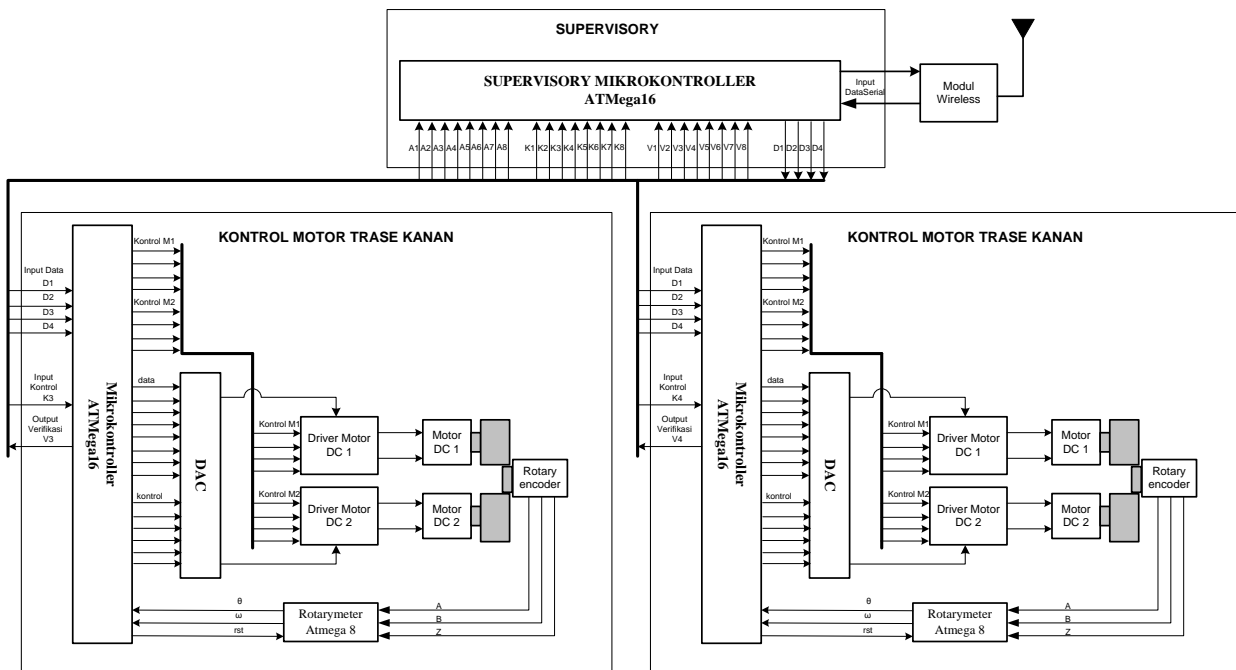 SUPERVISORY
SUPERVISORY MIKROKONTROLLER
ATMega16
Input
DataSerial
Modul
Wireless
A1
A2
A3
A4
A5
A6
A7
A8
K1
K2
K3
K4
K5
K6
K7
K8
V1
V2
V3
V4
V5
V6
V7
V8
D1
D2
D3
D4
KONTROL MOTOR TRASE KANAN
Kontrol M1
Input Data
D1
D2
D3
D4
Kontrol M2
Mikrokontroller
ATMega16
Input
Kontrol
K3
Output
Verifikasi
V3
data
kontrol
DAC
Kontrol M1
Driver Motor
DC 1
Motor
DC 1
Rotary
encoder
Kontrol M2
Driver Motor
DC 2
Motor
DC 2
θ
ω
rst
Rotarymeter
Atmega 8
A
B
Z
KONTROL MOTOR TRASE KANAN
Kontrol M1
Input Data
D1
D2
D3
D4
Kontrol M2
Mikrokontroller
ATMega16
Input
Kontrol
K4
Output
Verifikasi
V4
data
kontrol
DAC
Kontrol M1
Driver Motor
DC 1
Motor
DC 1
Rotary
encoder
Kontrol M2
Driver Motor
DC 2
Motor
DC 2
θ
ω
rst
Rotarymeter
Atmega 8
A
B
Z